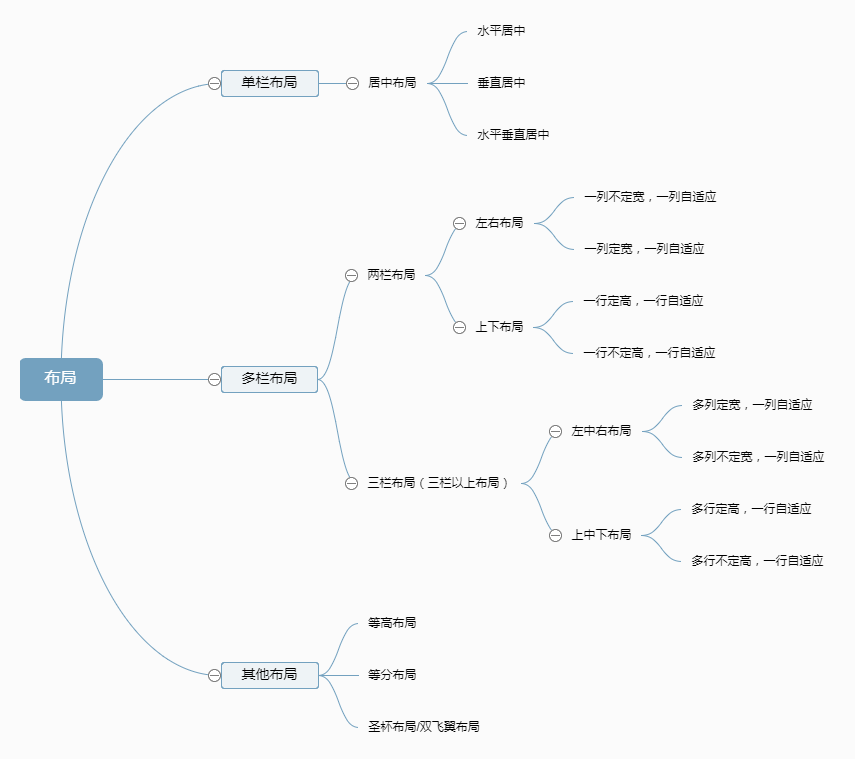 水平居中
单栏布局
居中布局
垂直居中
水平垂直居中
一列不定宽，一列自适应
左右布局
一列定宽，一列自适应
两栏布局
一行定高，一行自适应
上下布局
一行不定高，一行自适应
布局
多栏布局
多列定宽，一列自适应
左中右布局
多列不定宽，一列自适应
三栏布局（三栏以上布局）
多行定高，一行自适应
上中下布局
多行不定高，一行自适应
等高布局
其他布局
等分布局
圣杯布局/双飞翼布局